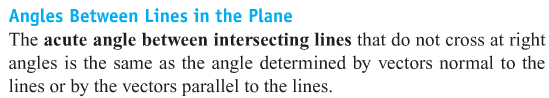 Angles Between Lines in the Plane
The acute angle between intersecting lines that do not cross at right
angles is the same as the angle determined by vectors normal to the
lines or by the vectors parallel to the lines.